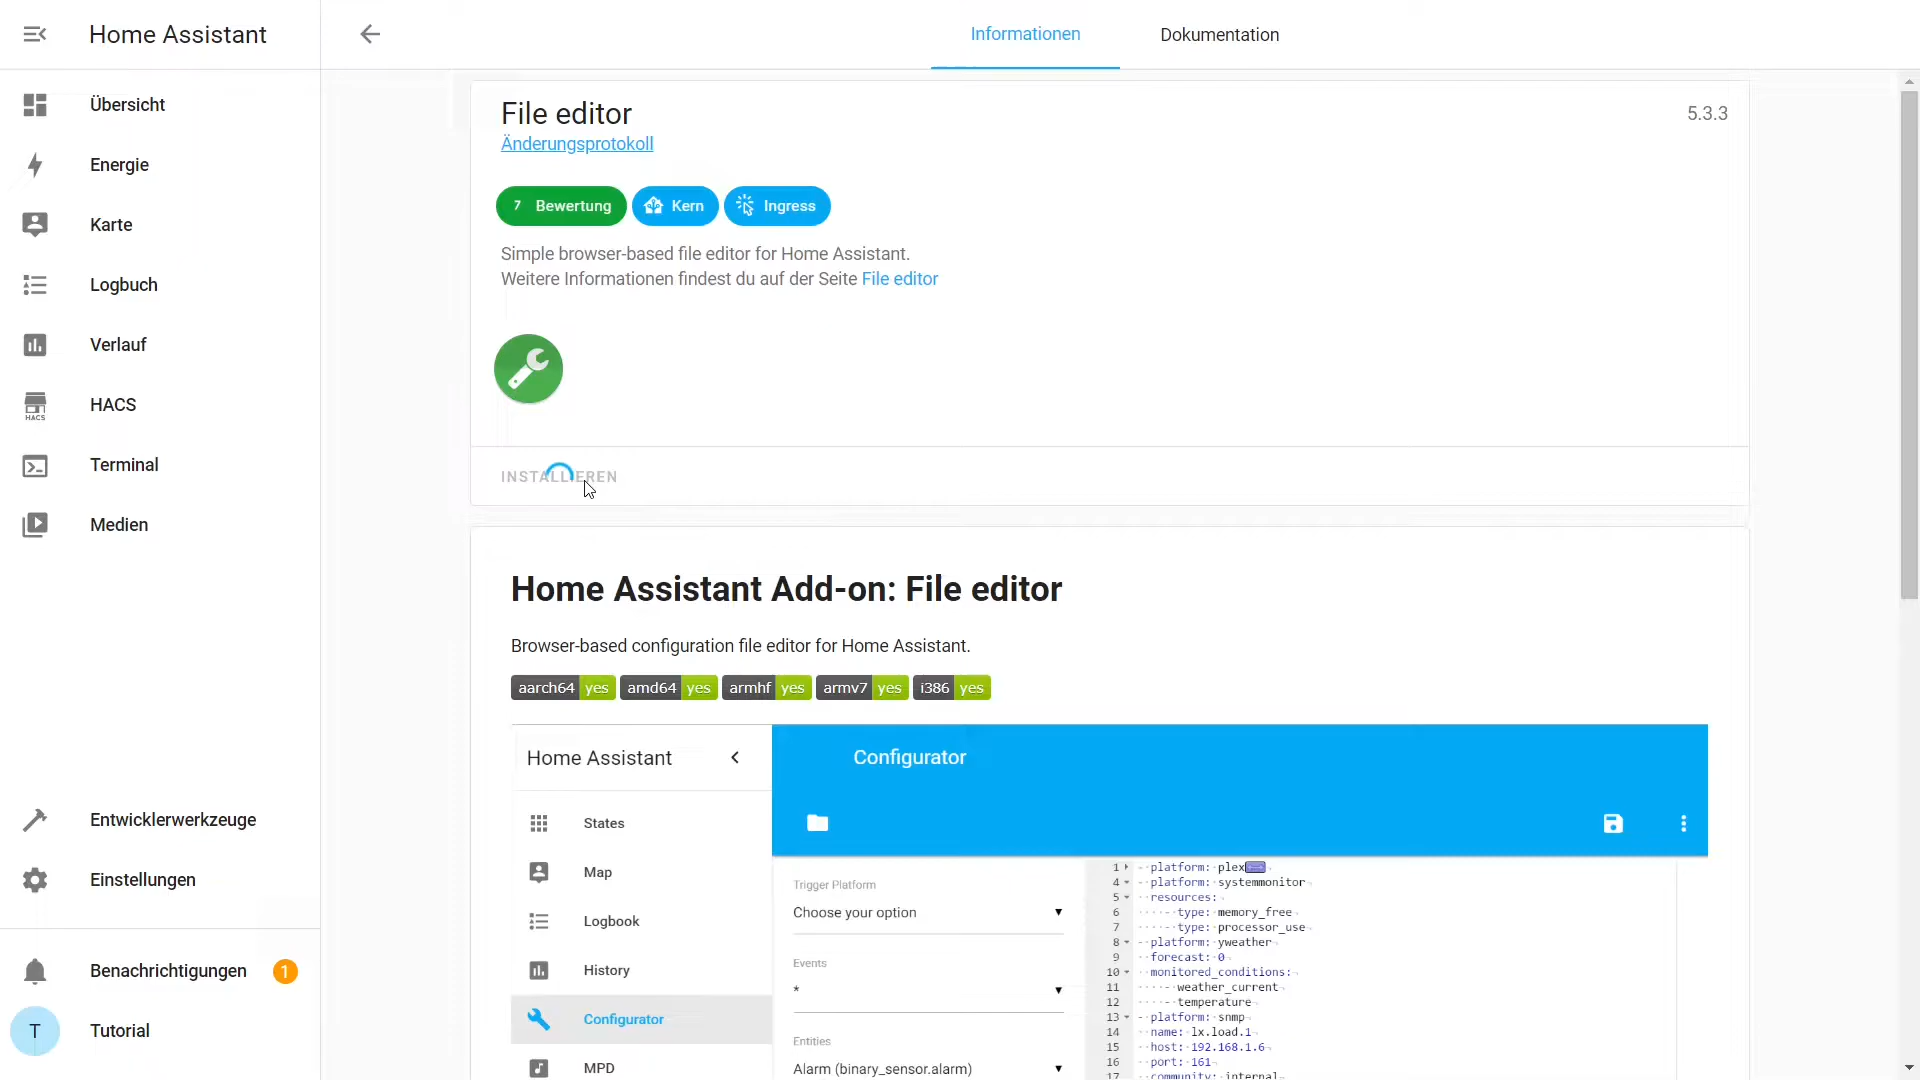 Home Assistant
Informationen
Dokumentation
Übersicht
Energie
Karte
Logbuch
Verlauf
HACS
HACS
Terminal
Medien
Entwicklerwerkzeuge
Einstellungen
Benachrichtigungen 1
T Tutorial
File editor
5.3.3
Änderungsprotokoll
7 Bewertung
Kern
Ingress
Simple browser-based file editor for Home Assistant.
Weitere Informationen findest du auf der Seite File editor
INSTALLIEREN
Home Assistant Add-on: File editor
Browser-based configuration file editor for Home Assistant.
aarch64 yes amd64 yes armhf yes armv7 yes i386 yes
Home Assistant
Configurator
States
Map
Logbook
History
Configurator
MPD
Trigger Platform
Choose your option
Events
*
Entities
Alarm (binary_sensor.alarm)
1 - platform: plex
4 - platform: systemmonitor
5 resources:
6 - type: memory_free
7 - type: processor_use
8 - platform: yweather
9 forecast: 0
10 monitored_conditions:
11 - weather_current
12 - temperature
13 - platform: snmp
14 name: lx.load.1
15 host: 192.168.1.6
16 port: 161
17 community: internal